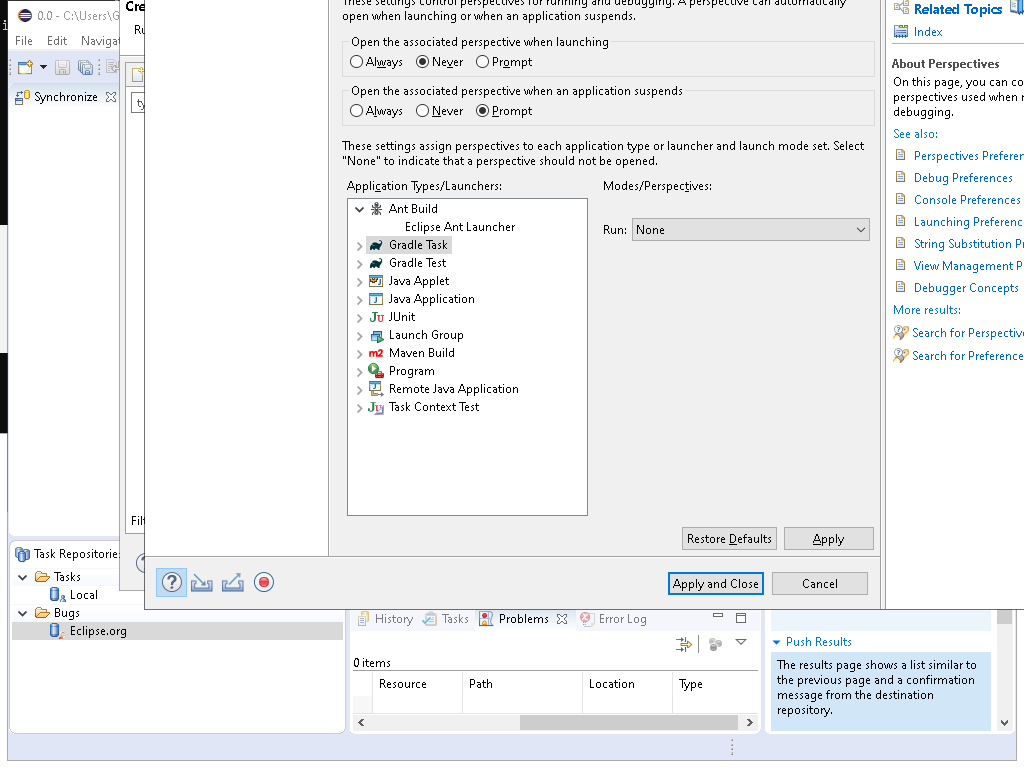 0.0 - C:\Users\G
File Edit Navigat
Synchronize
Cre
Ru
ty
Filt
These settings control perspectives for running and debugging. A perspective can automatically
open when launching or when an application suspends.
Open the associated perspective when launching
Always Never Prompt
Open the associated perspective when an application suspends
Always Never Prompt
These settings assign perspectives to each application type or launcher and launch mode set. Select
"None" to indicate that a perspective should not be opened.
Application Types/Launchers:
Modes/Perspectives:
Ant Build
Eclipse Ant Launcher
Gradle Task
Gradle Test
Java Applet
Java Application
JUnit
Launch Group
Maven Build
Program
Remote Java Application
Task Context Test
Run: None
Restore Defaults Apply
Apply and Close Cancel
Related Topics
Index
About Perspectives
On this page, you can co
perspectives used when r
debugging.
See also:
Perspectives Preferen
Debug Preferences
Console Preferences
Launching Preferenc
String Substitution Pr
View Management P
Debugger Concepts
More results:
Search for Perspective
Search for Preference
Task Repositories
Tasks
Local
Bugs
Eclipse.org
History Tasks Problems Error Log
0 items
Resource Path Location Type
Push Results
The results page shows a list similar to
the previous page and a confirmation
message from the destination
repository.